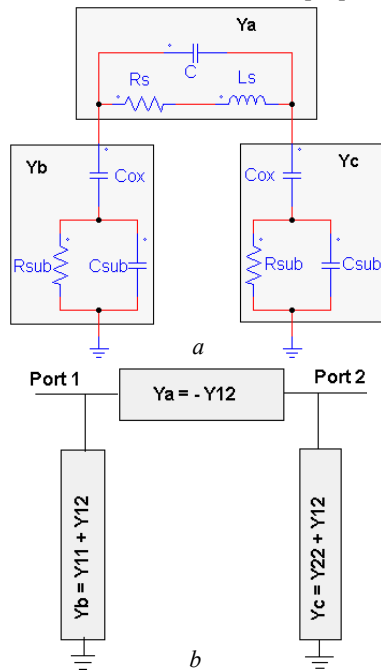 Ya
C
Rs
Ls
Yb
Cox
Rsub
Csub
Cox
Yc
Rsub
Csub
a
Port 1
Ya = - Y12
Port 2
Yb = Y11 + Y12
Yc = Y22 + Y12
b